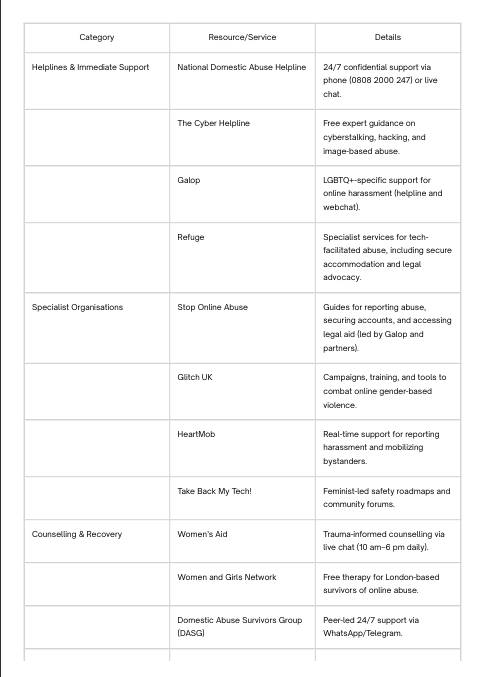 Category Resource/Service Details
Helplines & Immediate Support National Domestic Abuse Helpline 24/7 confidential support via
phone (0808 2000 247) or live
chat.
The Cyber Helpline Free expert guidance on
cyberstalking, hacking, and
image-based abuse.
Galop LGBTQ+-specific support for
online harassment (helpline and
webchat).
Refuge Specialist services for tech-
facilitated abuse, including secure
accommodation and legal
advocacy.
Specialist Organisations Stop Online Abuse Guides for reporting abuse,
securing accounts, and accessing
legal aid (led by Galop and
partners).
Glitch UK Campaigns, training, and tools to
combat online gender-based
violence.
HeartMob Real-time support for reporting
harassment and mobilizing
bystanders.
Take Back My Tech! Feminist-led safety roadmaps and
community forums.
Counselling & Recovery Women's Aid Trauma-informed counselling via
live chat (10 am–6 pm daily).
Women and Girls Network Free therapy for London-based
survivors of online abuse.
Domestic Abuse Survivors Group Peer-led 24/7 support via
(DASG) WhatsApp/Telegram.